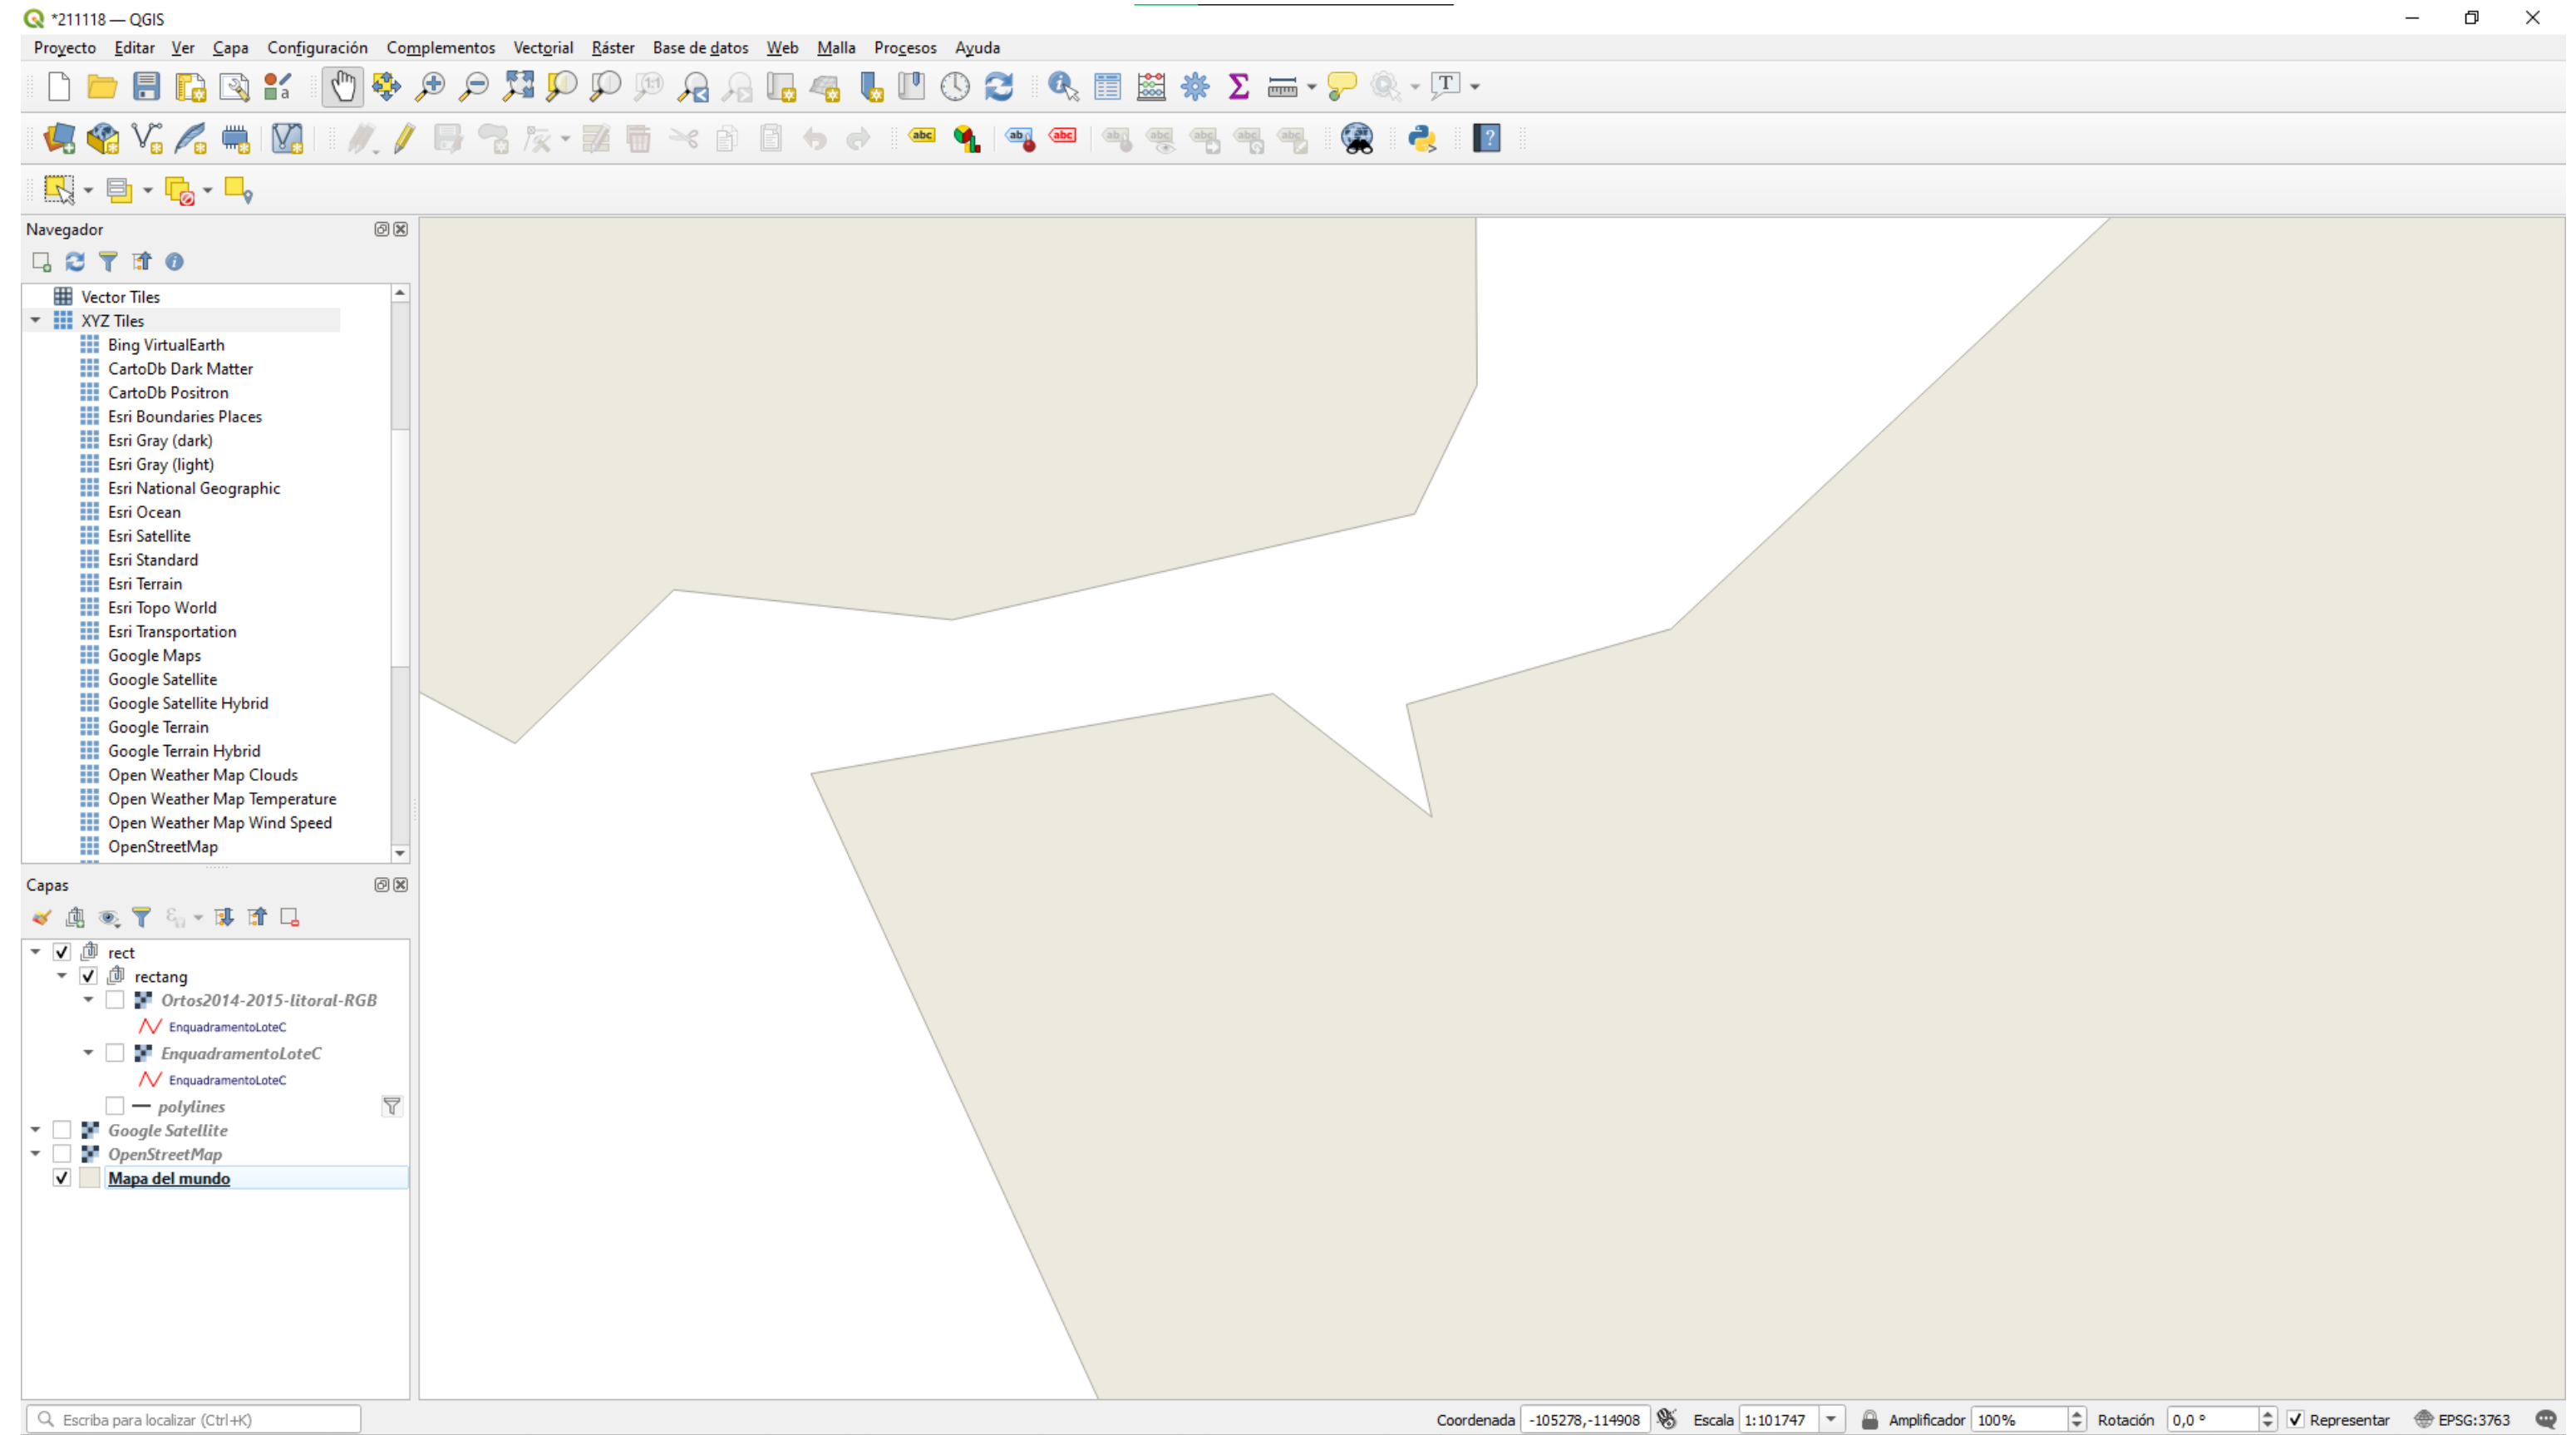 *211118 — QGIS
Proyecto Editar Ver Capa Configuración Complementos Vectorial Ráster Base de datos Web Malla Procesos Ayuda
Navegador
Vector Tiles
XYZ Tiles
Bing VirtualEarth
CartoDb Dark Matter
CartoDb Positron
Esri Boundaries Places
Esri Gray (dark)
Esri Gray (light)
Esri National Geographic
Esri Ocean
Esri Satellite
Esri Standard
Esri Terrain
Esri Topo World
Esri Transportation
Google Maps
Google Satellite
Google Satellite Hybrid
Google Terrain
Google Terrain Hybrid
Open Weather Map Clouds
Open Weather Map Temperature
Open Weather Map Wind Speed
OpenStreetMap
Capas
rect
rectang
Ortos2014-2015-litoral-RGB
EnquadramentoLoteC
EnquadramentoLoteC
EnquadramentoLoteC
polylines
Google Satellite
OpenStreetMap
Mapa del mundo
Escriba para localizar (Ctrl+K) Coordenada -105278,-114908 Escala 1:101747 Amplificador 100% Rotación 0,0 ° Representar EPSG:3763